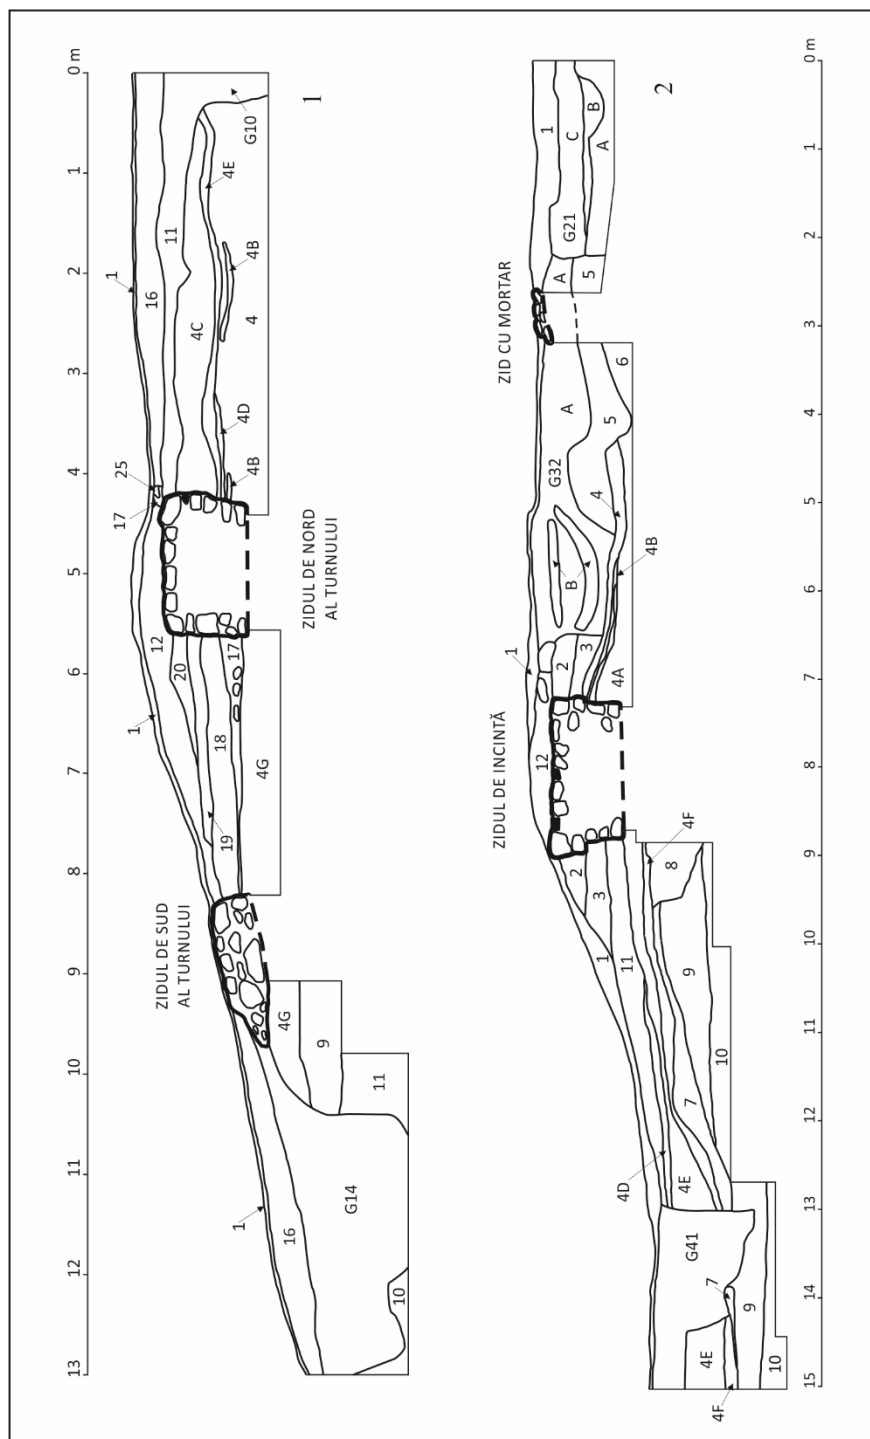 0 m
1
2
3
4
5
6
7
8
9
10
11
12
13
1
G10
4E
11
1
16
4C
4B
4
4D
4B
25
17
ZIDUL DE NORD
AL TURNULUI
12
20
17
1
18
4G
19
ZIDUL DE SUD
AL TURNULUI
4G
9
11
G14
1
16
10
2
1
C
B
A
G21
A
5
ZID CU MORTAR
6
A
5
G32
4
4B
B
1
2
3
4A
ZIDUL DE INCINTĂ
12
4F
2
8
3
1
11
9
10
7
4D
4E
G41
7
9
4E
10
4F
0 m
1
2
3
4
5
6
7
8
9
10
11
12
13
14
15